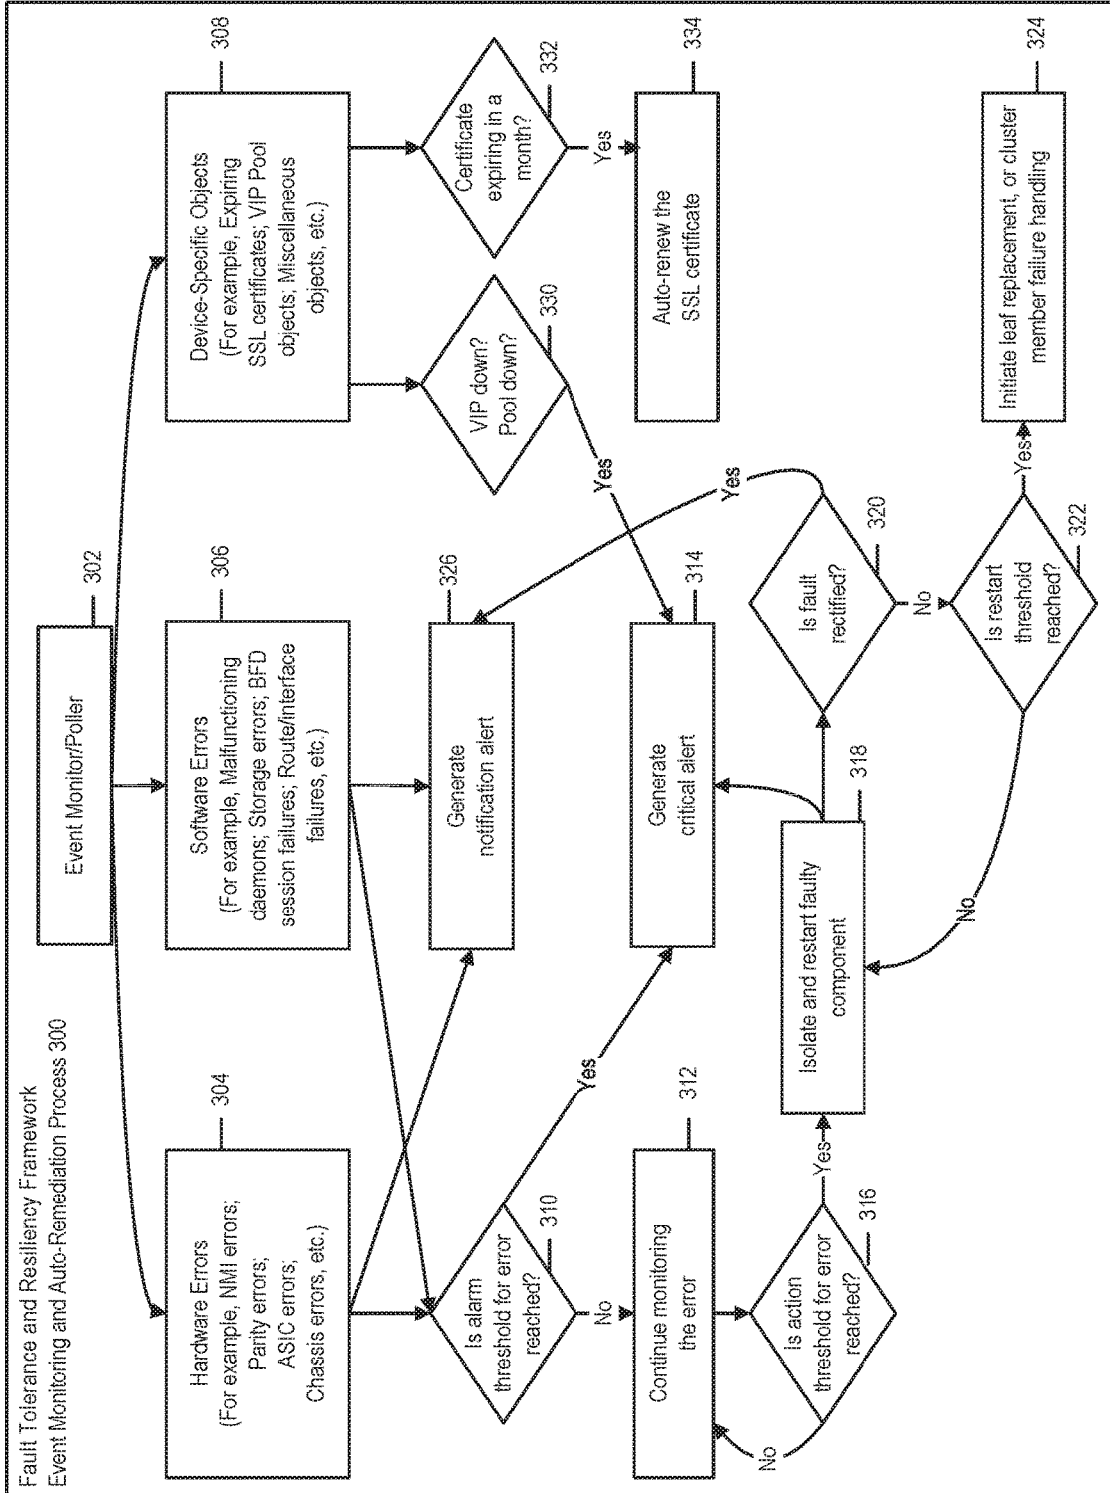 Fault Tolerance and Resiliency Framework
Event Monitoring and Auto-Remediation Process 300
Event Monitor/Poller
302
Hardware Errors
(For example, NMI errors;
Parity errors;
ASIC errors;
Chassis errors, etc.)
304
Software Errors
(For example, Malfunctioning
daemons; Storage errors; BFD
session failures; Route/interface
failures, etc.)
306
Device-Specific Objects
(For example, Expiring
SSL certificates; VIP Pool
objects; Miscellaneous
objects, etc.)
308
Is alarm
threshold for error
reached?
310
Generate
notification alert
326
VIP down?
Pool down?
330
Certificate
expiring in a
month?
332
No
Yes
Yes
Yes
Continue monitoring
the error
312
Generate
critical alert
314
Auto-renew the
SSL certificate
334
No
Is action
threshold for error
reached?
316
Yes
Isolate and restart faulty
component
318
Is fault
rectified?
320
Yes
No
No
Is restart
threshold
reached?
322
Yes
Initiate leaf replacement, or cluster
member failure handling
324